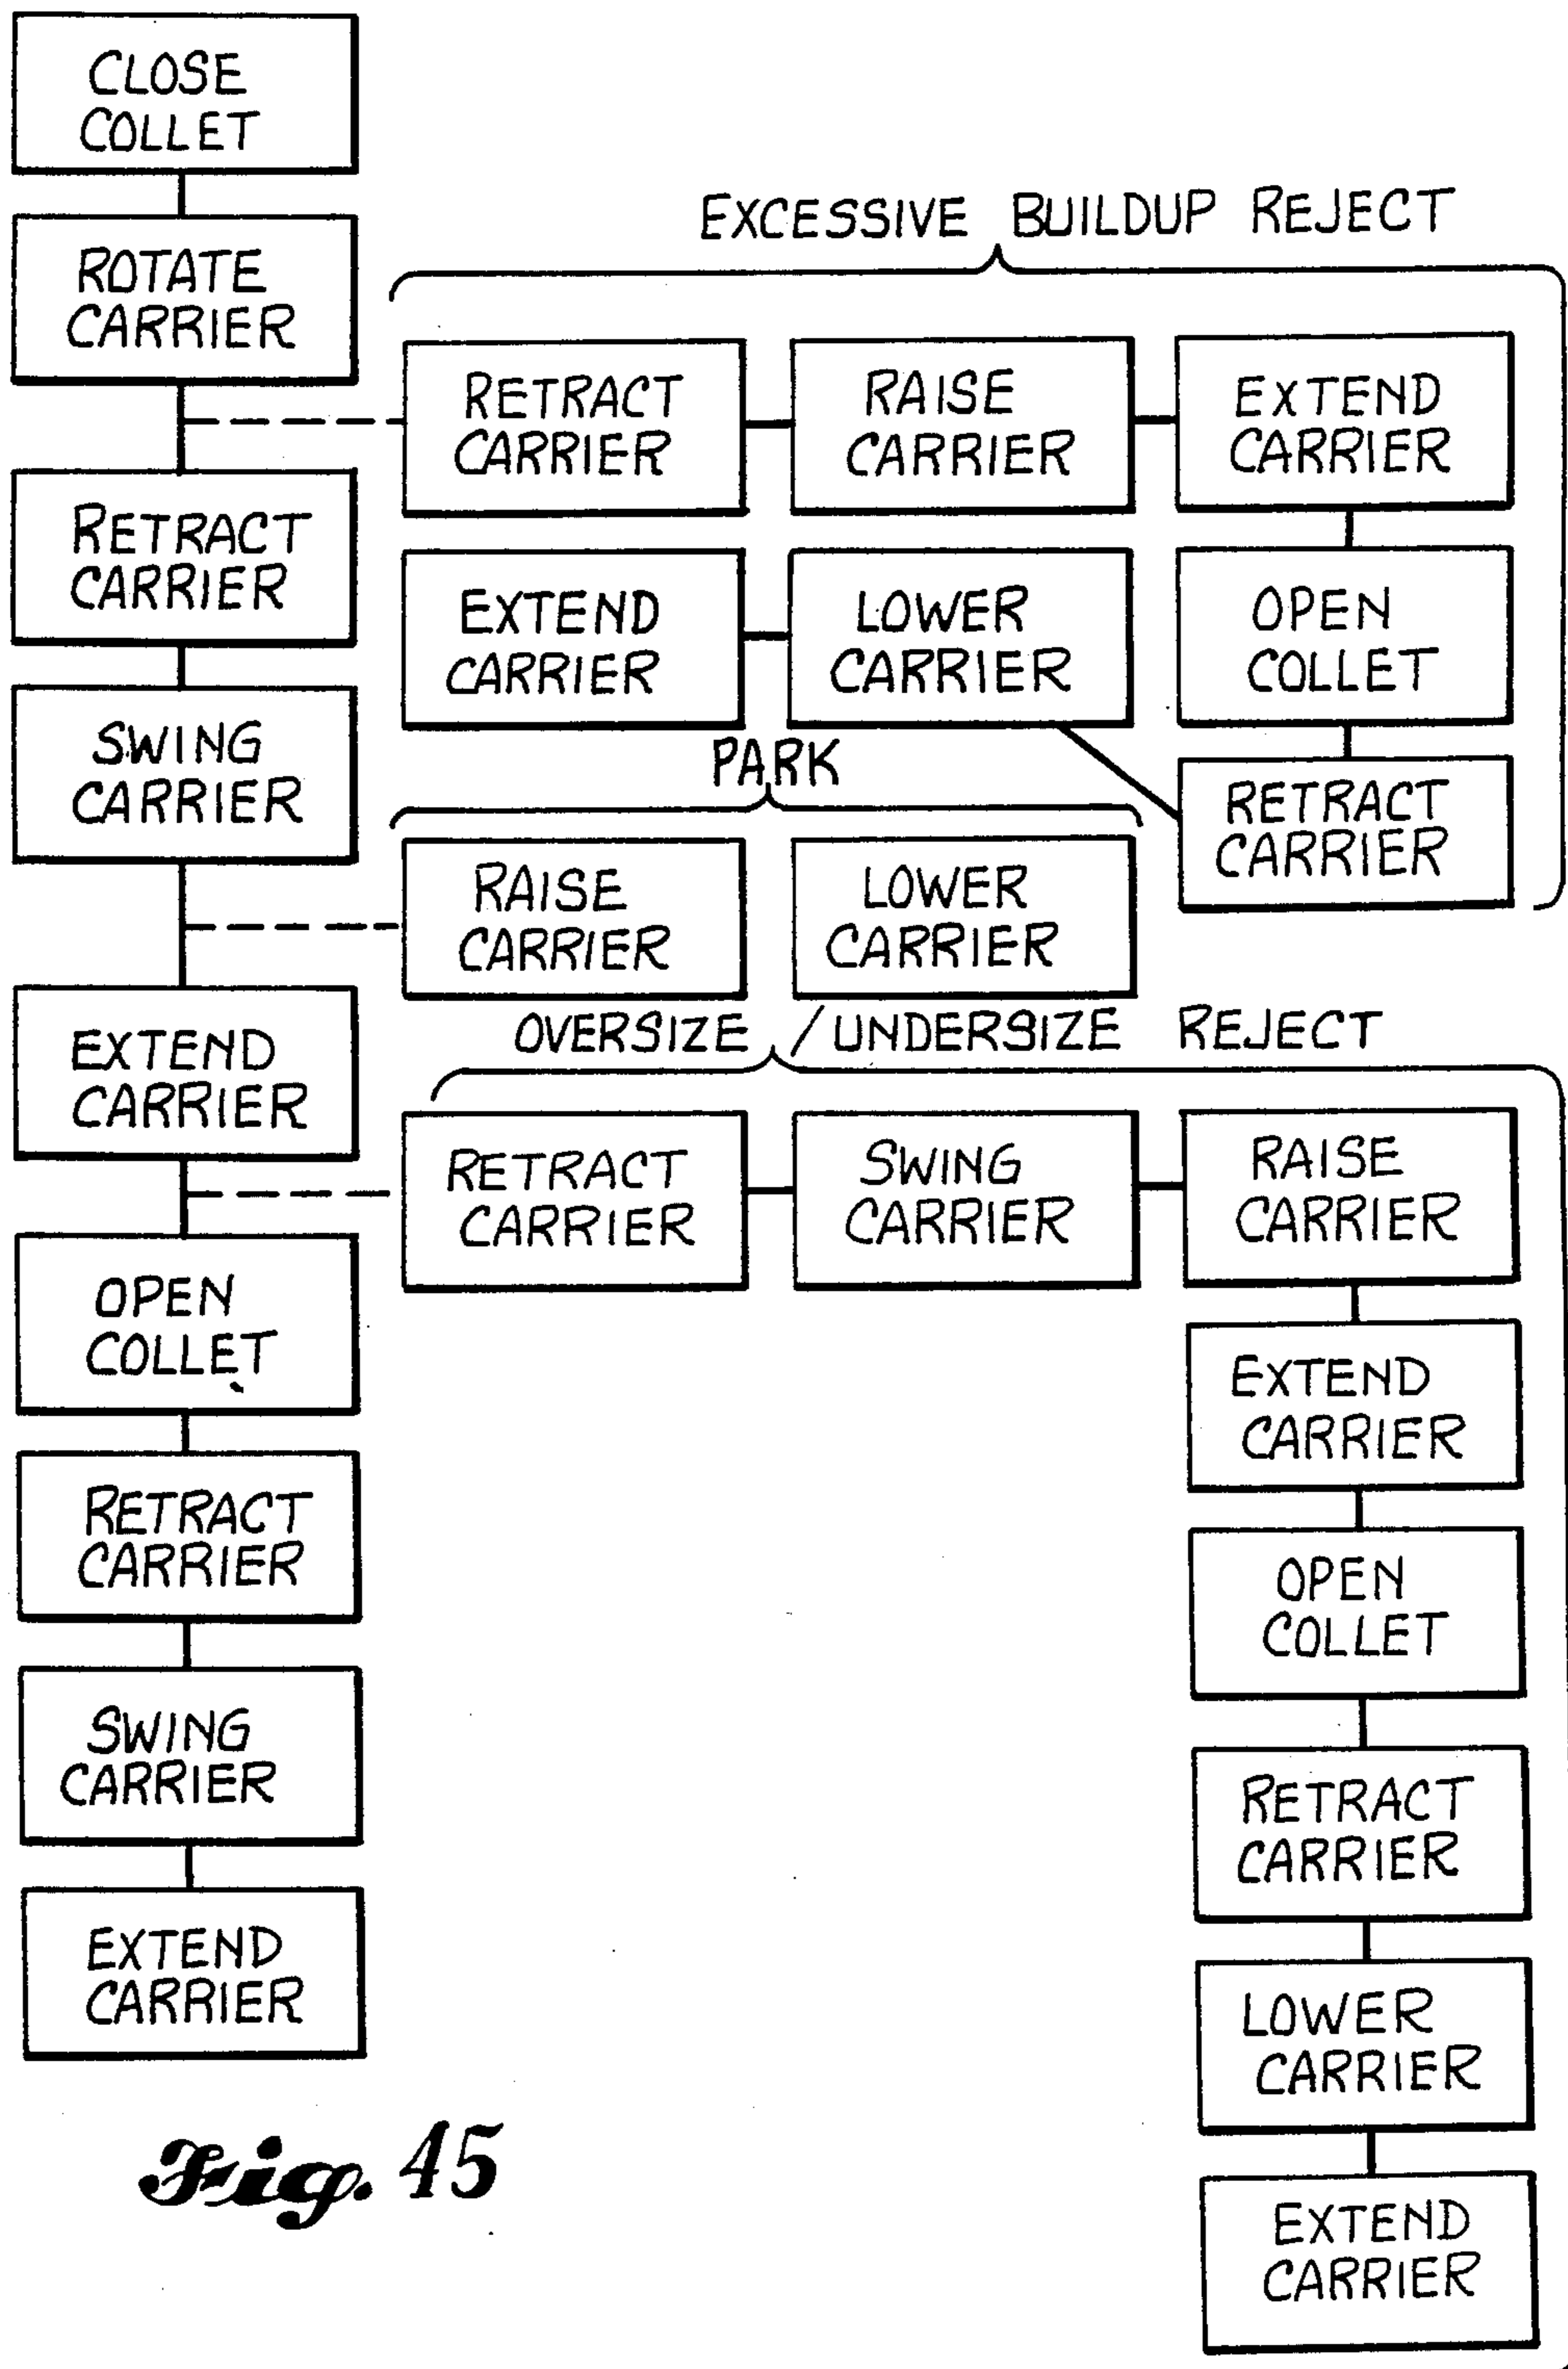 CLOSE
COLLET
ROTATE
CARRIER
RETRACT
CARRIER
SWING
CARRIER
EXTEND
CARRIER
OPEN
COLLET
RETRACT
CARRIER
SWING
CARRIER
EXTEND
CARRIER
EXCESSIVE BUILDUP REJECT
RETRACT
CARRIER
RAISE
CARRIER
EXTEND
CARRIER
OPEN
COLLET
RETRACT
CARRIER
LOWER
CARRIER
EXTEND
CARRIER
PARK
RAISE
CARRIER
LOWER
CARRIER
OVERSIZE / UNDERSIZE REJECT
RETRACT
CARRIER
SWING
CARRIER
RAISE
CARRIER
EXTEND
CARRIER
OPEN
COLLET
RETRACT
CARRIER
LOWER
CARRIER
EXTEND
CARRIER
Fig. 45